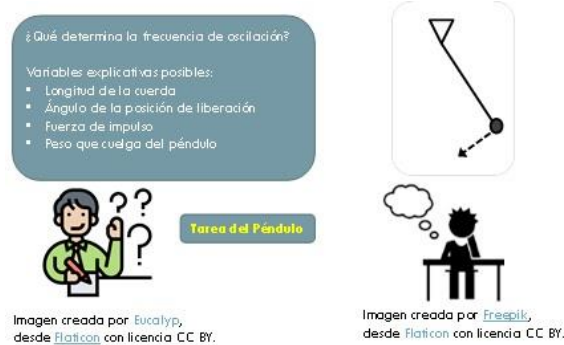 ¿Qué determina la frecuencia de oscilación?
Variables explicativas posibles:
▪ Longitud de la cuerda
▪ Ángulo de la posición de liberación
▪ Fuerza de impulso
▪ Peso que cuelga del péndulo
? ? ?
Tarea del Péndulo
Imagen creada por Eucalyp,
desde Flaticon con licencia CC BY.
Imagen creada por Freepik,
desde Flaticon con licencia CC BY.